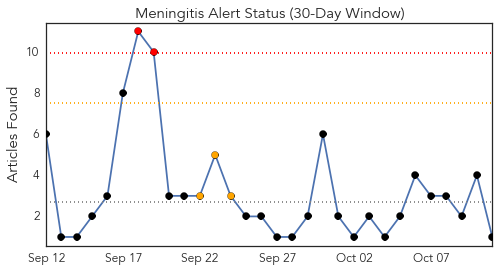 Meningitis Alert Status (30-Day Window)
Articles Found
10
8
6
4
2
Sep 12 Sep 17 Sep 22 Sep 27 Oct 02 Oct 07